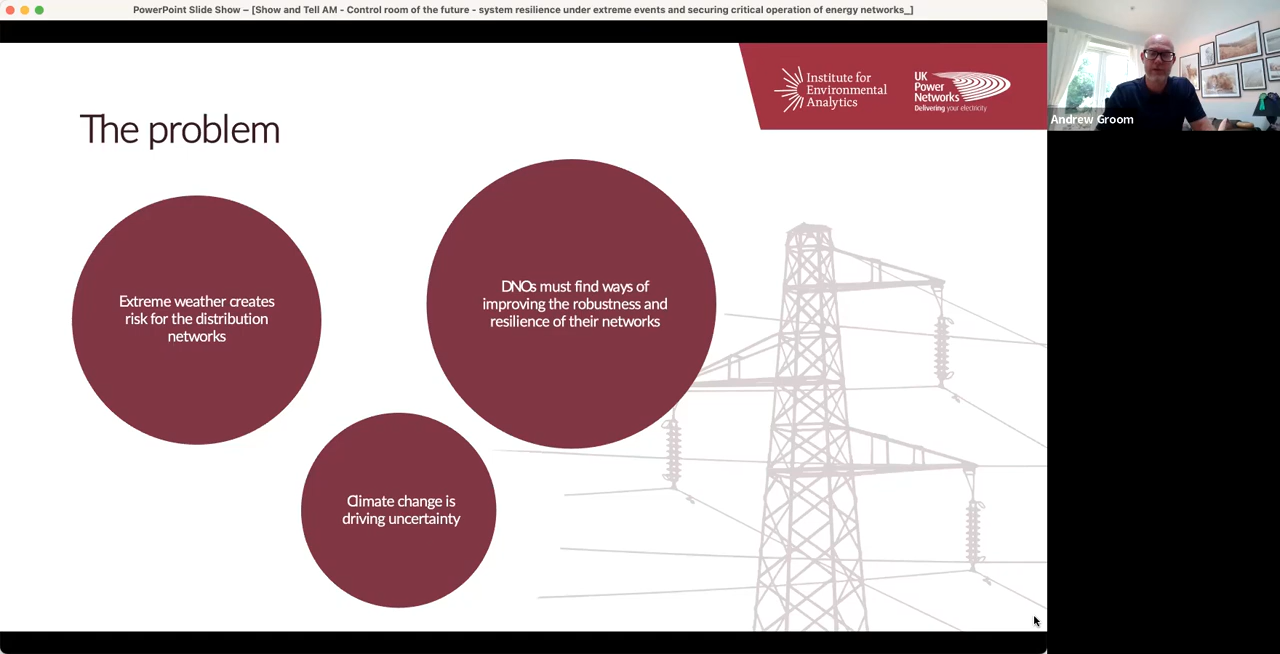 PowerPoint Slide Show – [Show and Tell AM - Control room of the future - system resilience under extreme events and securing critical operation of energy networks_]
Institute for
Environmental
Analytics
UK
Power
Networks
Delivering your electricity
Andrew Groom
The problem
Extreme weather creates
risk for the distribution
networks
DNOs must find ways of
improving the robustness and
resilience of their networks
Climate change is
driving uncertainty